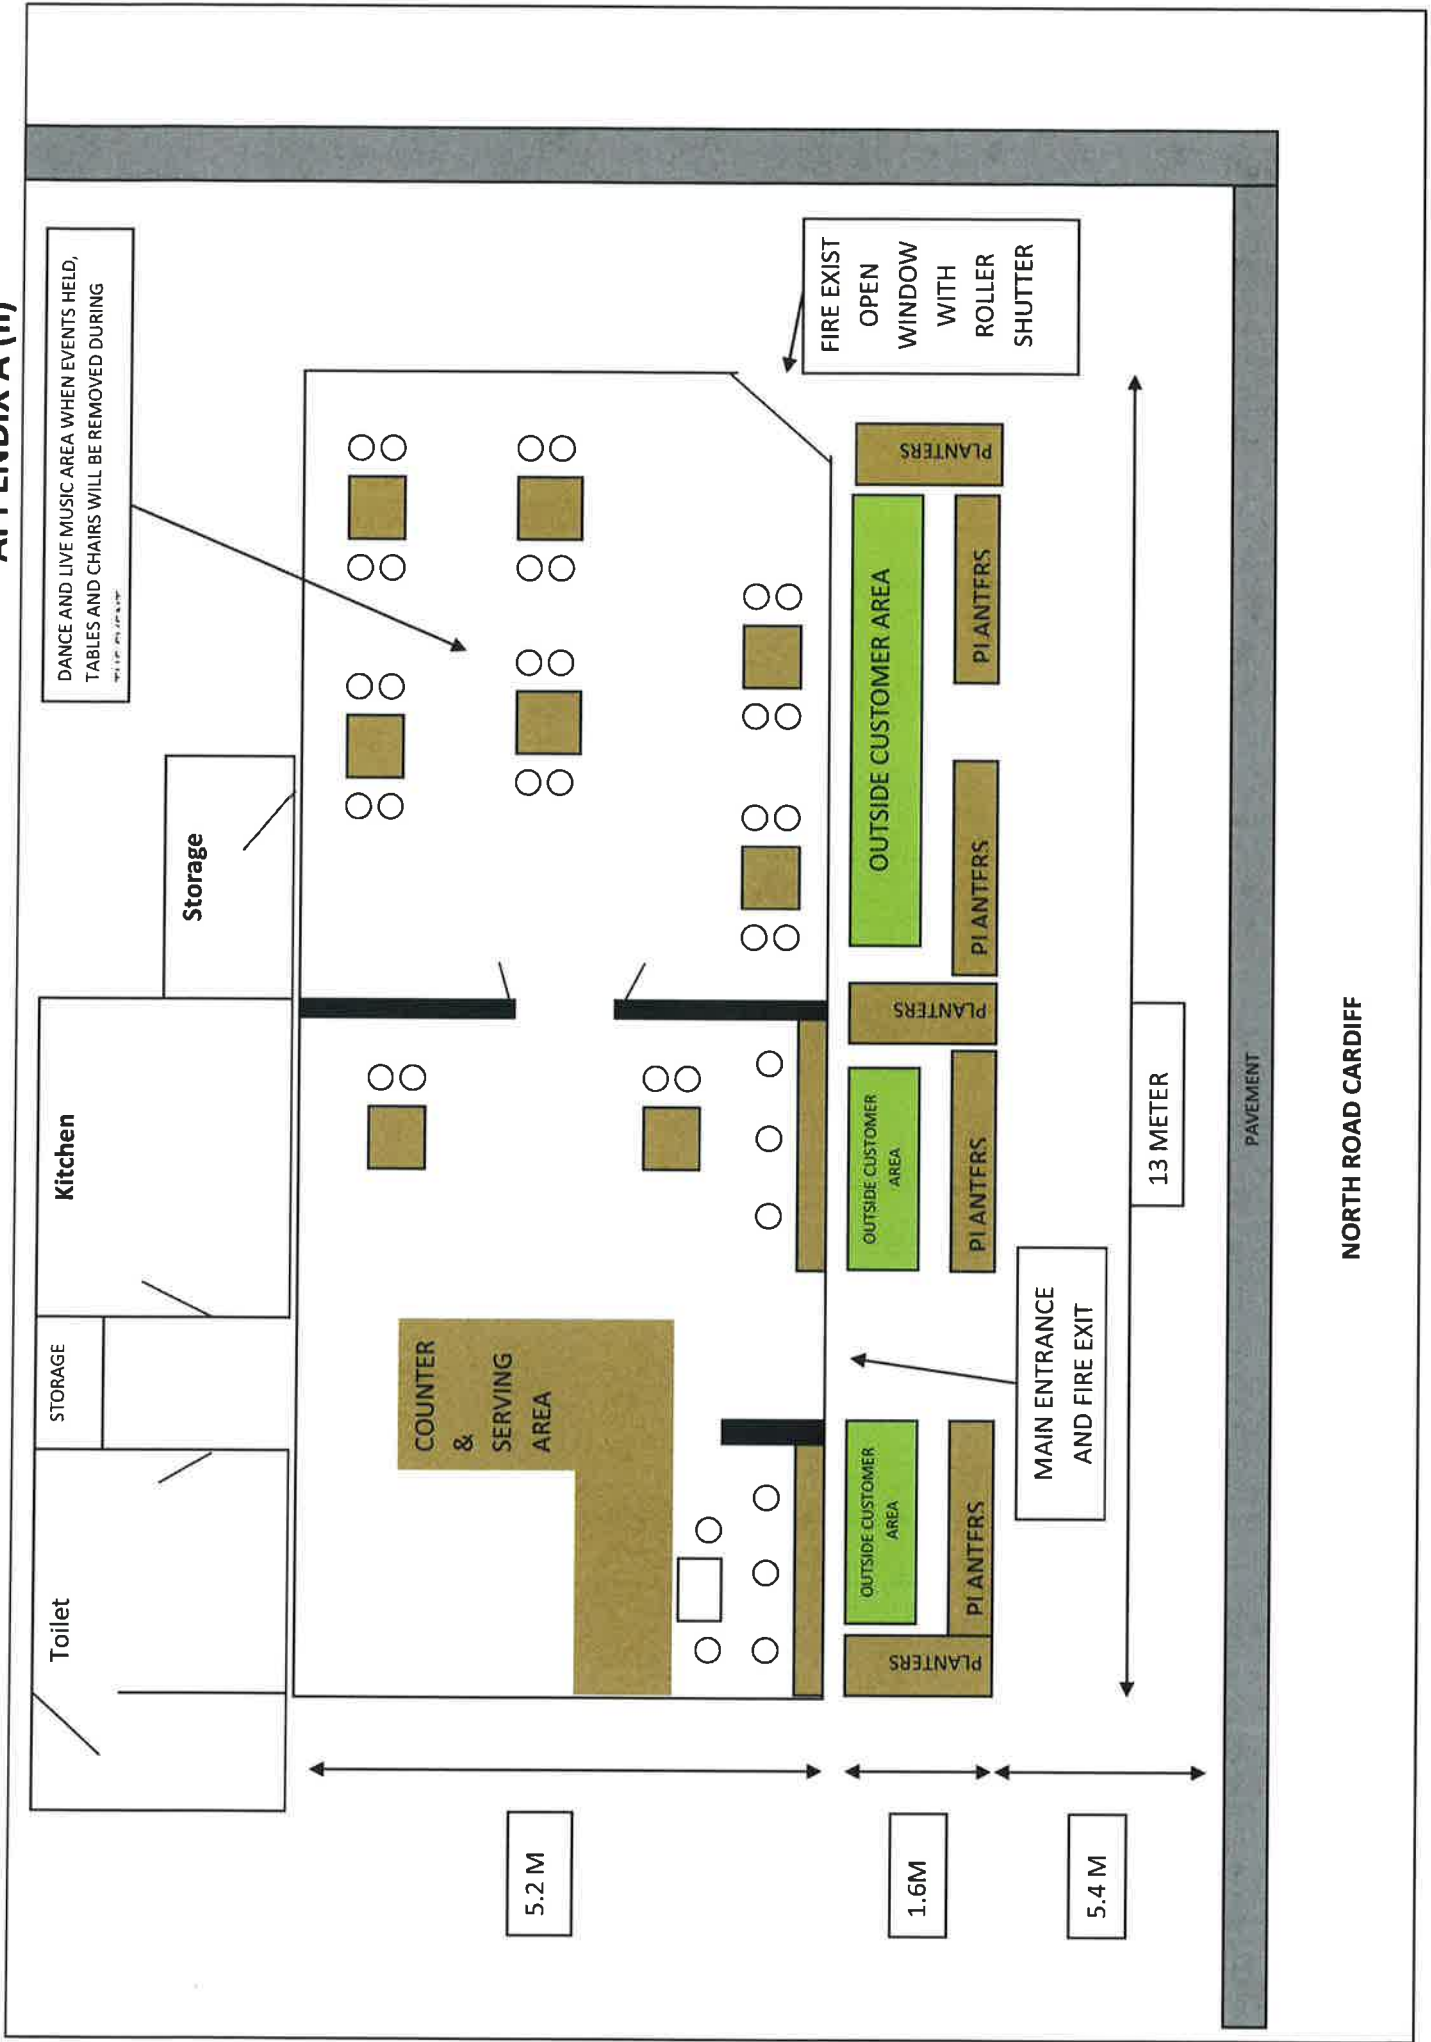 APPENDIX A
DANCE AND LIVE MUSIC AREA WHEN EVENTS HELD,
TABLES AND CHAIRS WILL BE REMOVED DURING
Toilet
STORAGE
Kitchen
Storage
COUNTER
&
SERVING
AREA
5.2 M
FIRE EXIST
OPEN
WINDOW
WITH
ROLLER
SHUTTER
OUTSIDE CUSTOMER
AREA
OUTSIDE CUSTOMER
AREA
OUTSIDE CUSTOMER AREA
1.6M
PLANTERS
PLANTERS
PLANTERS
PLANTERS
PLANTERS
PLANTERS
PLANTERS
MAIN ENTRANCE
AND FIRE EXIT
5.4 M
13 METER
PAVEMENT
NORTH ROAD CARDIFF